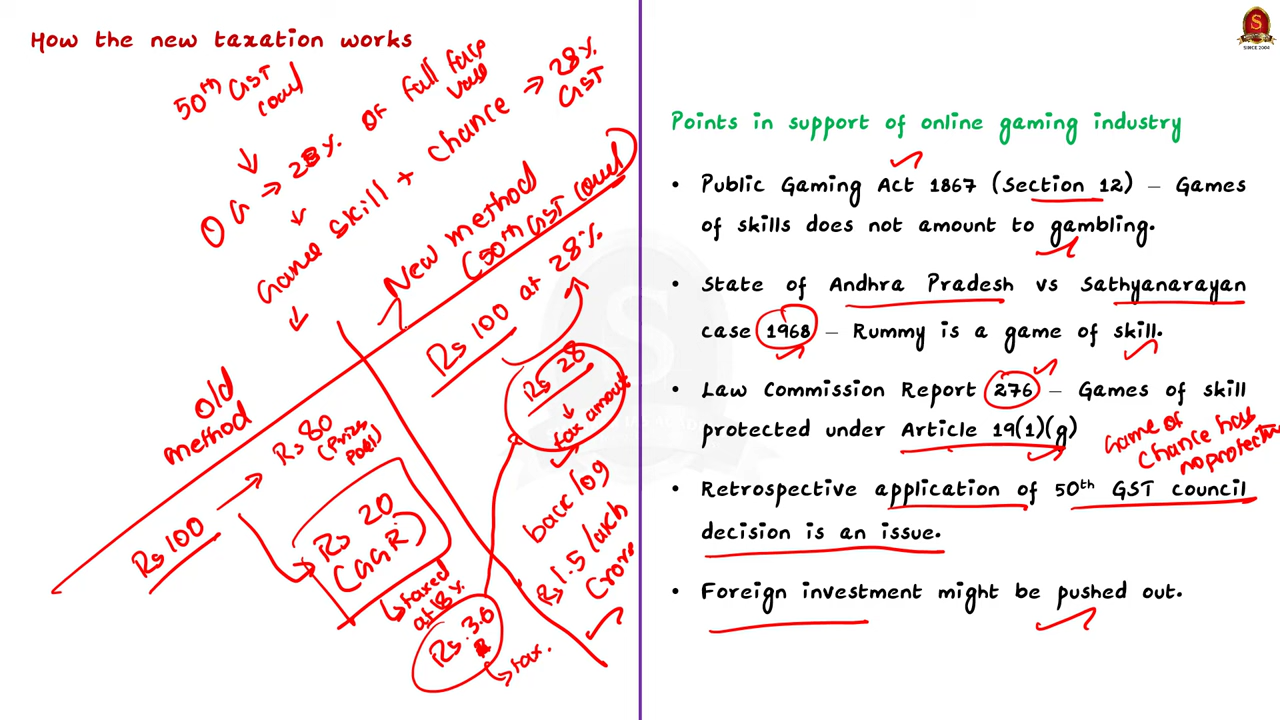 How the new taxation works
50th GST
OG → 28% of full face
Game skill + chance → 28%
GST
New method
(50th GST
Rs 100 at 28%
Rs 28
tax amount
back log
Rs 1.5 lakh
crore
Old
method
Rs 100 → Rs 80
(Prize
pool)
Rs 20
(GGR)
taxed
at 18%
Rs. 3.6
tax.
S
SINCE 2004
Points in support of online gaming industry
• Public Gaming Act 1867 (Section 12) – Games
of skills does not amount to gambling.
• State of Andhra Pradesh vs Sathyanarayan
case 1968 – Rummy is a game of skill.
• Law Commission Report 276 – Games of skill
protected under Article 19(1)(g)
Game of
chance has
no protection
• Retrospective application of 50th GST council
decision is an issue.
• Foreign investment might be pushed out.